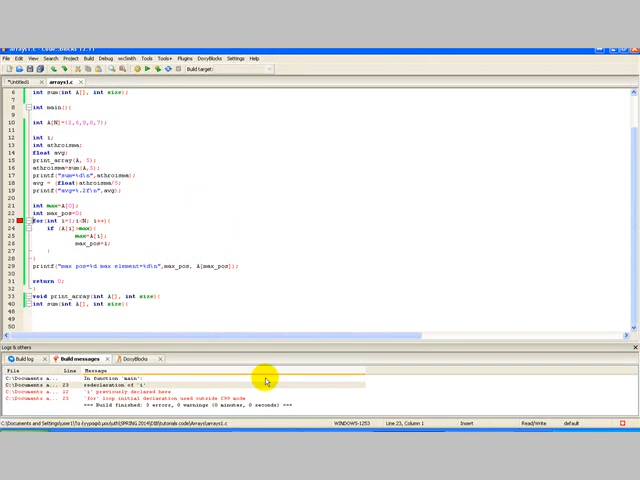 arrays1.c - Code::Blocks 12.11
File Edit View Search Project Build Debug wxSmith Tools Tools+ Plugins DoxyBlocks Settings Help
Build target:
*Untitled1 arrays1.c
6 int sum(int A[], int size);
7
8 int main(){
9
10 int A[N]={2,6,9,0,7};
11
12 int i;
13 int athroisma;
14 float avg;
15 print_array(A, 5);
16 athroisma=sum(A,5);
17 printf("sum=%d\n",athroisma);
18 avg = (float)athroisma/5;
19 printf("avg=%.2f\n",avg);
20
21 int max=A[0];
22 int max_pos=0;
23 for(int i=1;i<N; i++){
24 if (A[i]>max){
25 max=A[i];
26 max_pos=i;
27 }
28 }
29 printf("max pos=%d max element=%d\n",max_pos, A[max_pos]);
30
31 return 0;
32 }
33 void print_array(int A[], int size){
40 int sum(int A[], int size){
48
49
50
Logs & others
Build log Build messages DoxyBlocks
File Line Message
C:\Documents a... In function 'main':
C:\Documents a... 23 redeclaration of 'i'
C:\Documents a... 12 'i' previously declared here
C:\Documents a... 23 'for' loop initial declaration used outside C99 mode
=== Build finished: 3 errors, 0 warnings (0 minutes, 0 seconds) ===
WINDOWS-1253 Line 23, Column 1 Insert Read/Write default